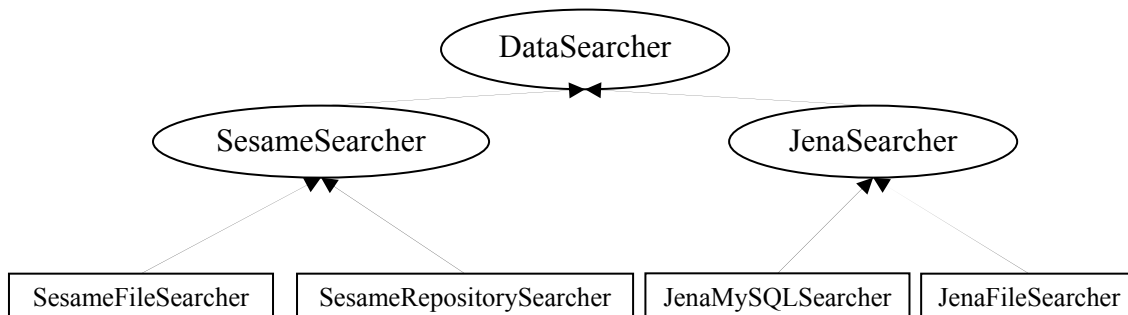 DataSearcher
SesameSearcher
JenaSearcher
SesameFileSearcher
SesameRepositorySearcher
JenaMySQLSearcher
JenaFileSearcher